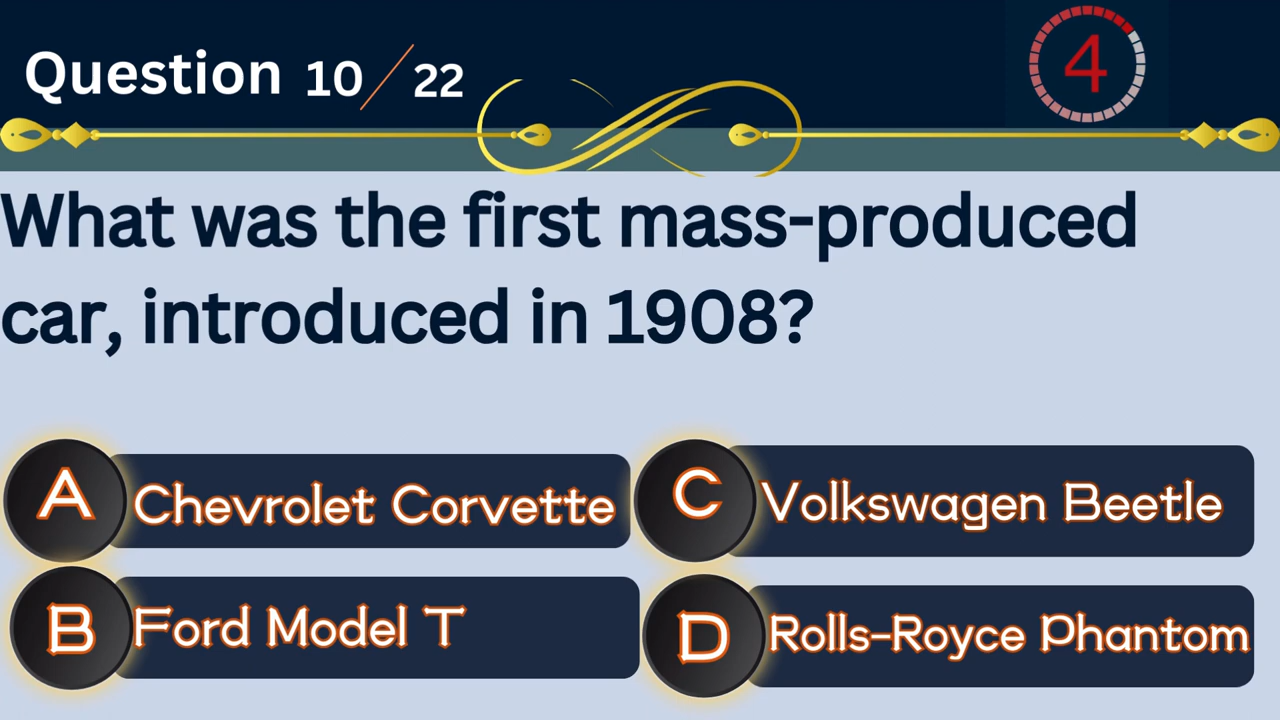 Question 10/22
4
What was the first mass-produced
car, introduced in 1908?
A Chevrolet Corvette
B Ford Model T
C Volkswagen Beetle
D Rolls-Royce Phantom